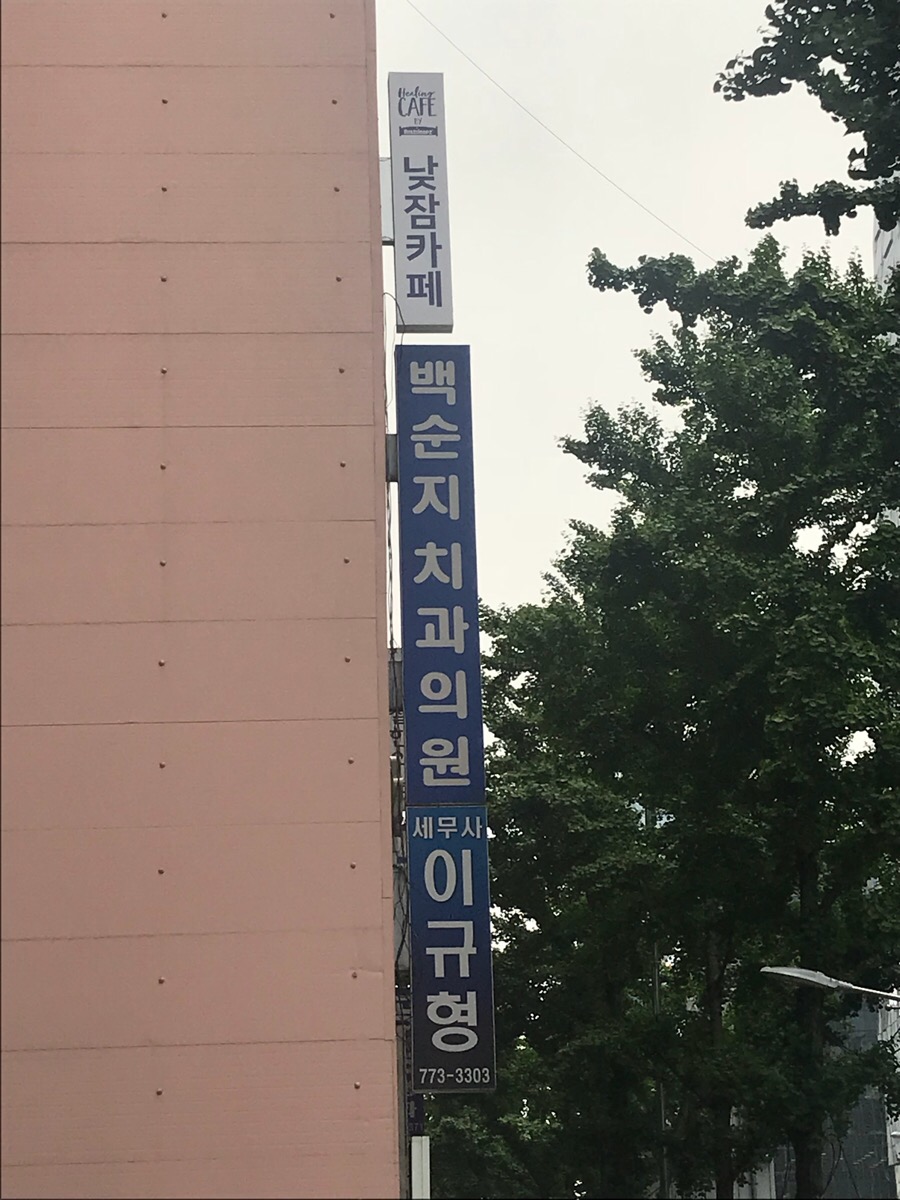 Healing
CAFE
BY
낮잠카페
백순지치과의원
세무사
이규형
773-3303